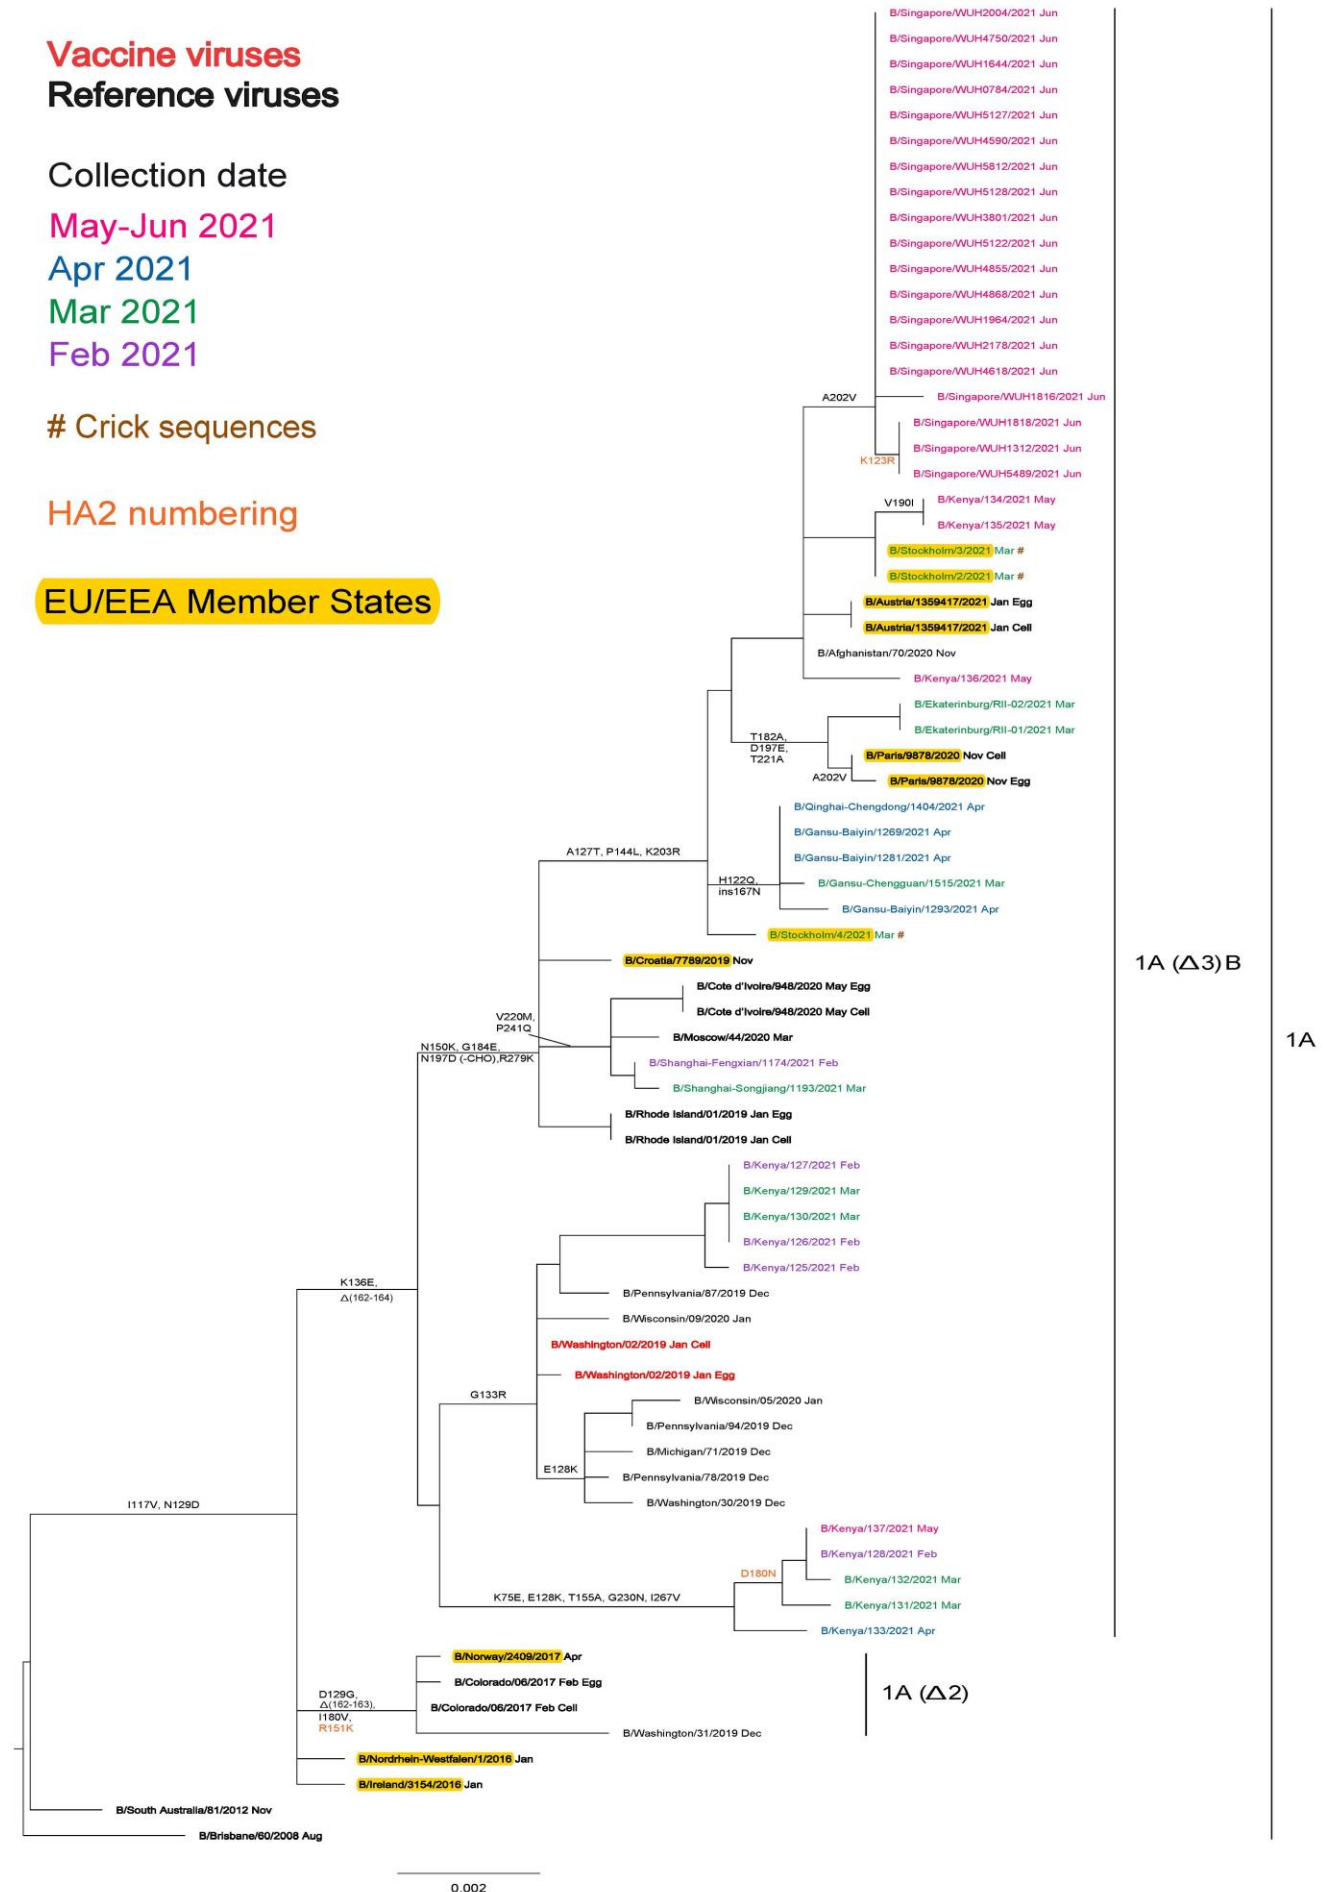 Vaccine viruses
Reference viruses
Collection date
May-Jun 2021
Apr 2021
Mar 2021
Feb 2021
# Crick sequences
HA2 numbering
EU/EEA Member States
B/Singapore/WUH2004/2021 Jun
B/Singapore/WUH4750/2021 Jun
B/Singapore/WUH1644/2021 Jun
B/Singapore/WUH0784/2021 Jun
B/Singapore/WUH5127/2021 Jun
B/Singapore/WUH4590/2021 Jun
B/Singapore/WUH5812/2021 Jun
B/Singapore/WUH5128/2021 Jun
B/Singapore/WUH3801/2021 Jun
B/Singapore/WUH5122/2021 Jun
B/Singapore/WUH4855/2021 Jun
B/Singapore/WUH4868/2021 Jun
B/Singapore/WUH1964/2021 Jun
B/Singapore/WUH2178/2021 Jun
B/Singapore/WUH4618/2021 Jun
A202V
B/Singapore/WUH1816/2021 Jun
B/Singapore/WUH1818/2021 Jun
B/Singapore/WUH1312/2021 Jun
K123R
B/Singapore/WUH5489/2021 Jun
V190I
B/Kenya/134/2021 May
B/Kenya/135/2021 May
B/Stockholm/3/2021 Mar #
B/Stockholm/2/2021 Mar #
B/Austria/1359417/2021 Jan Egg
B/Austria/1359417/2021 Jan Cell
B/Afghanistan/70/2020 Nov
B/Kenya/136/2021 May
B/Ekaterinburg/RII-02/2021 Mar
B/Ekaterinburg/RII-01/2021 Mar
T182A,
D197E,
T221A
B/Paris/9878/2020 Nov Cell
A202V
B/Paris/9878/2020 Nov Egg
B/Qinghai-Chengdong/1404/2021 Apr
B/Gansu-Baiyin/1269/2021 Apr
A127T, P144L, K203R
B/Gansu-Baiyin/1281/2021 Apr
H122Q,
ins167N
B/Gansu-Chengguan/1515/2021 Mar
B/Gansu-Baiyin/1293/2021 Apr
B/Stockholm/4/2021 Mar #
B/Croatia/7789/2019 Nov
1A (Δ3) B
B/Cote d'Ivoire/948/2020 May Egg
B/Cote d'Ivoire/948/2020 May Cell
V220M,
P241Q
B/Moscow/44/2020 Mar
1A
N150K, G184E,
N197D (-CHO),R279K
B/Shanghai-Fengxian/1174/2021 Feb
B/Shanghai-Songjiang/1193/2021 Mar
B/Rhode Island/01/2019 Jan Egg
B/Rhode Island/01/2019 Jan Cell
B/Kenya/127/2021 Feb
B/Kenya/129/2021 Mar
B/Kenya/130/2021 Mar
B/Kenya/126/2021 Feb
B/Kenya/125/2021 Feb
K136E,
Δ(162-164)
B/Pennsylvania/87/2019 Dec
B/Wisconsin/09/2020 Jan
B/Washington/02/2019 Jan Cell
B/Washington/02/2019 Jan Egg
G133R
B/Wisconsin/05/2020 Jan
B/Pennsylvania/94/2019 Dec
B/Michigan/71/2019 Dec
E128K
B/Pennsylvania/78/2019 Dec
B/Washington/30/2019 Dec
I117V, N129D
B/Kenya/137/2021 May
B/Kenya/128/2021 Feb
D180N
B/Kenya/132/2021 Mar
K75E, E128K, T155A, G230N, I267V
B/Kenya/131/2021 Mar
B/Kenya/133/2021 Apr
B/Norway/2409/2017 Apr
B/Colorado/06/2017 Feb Egg
1A (Δ2)
D129G,
Δ(162-163),
I180V,
R151K
B/Colorado/06/2017 Feb Cell
B/Washington/31/2019 Dec
B/Nordrhein-Westfalen/1/2016 Jan
B/Ireland/3154/2016 Jan
B/South Australia/81/2012 Nov
B/Brisbane/60/2008 Aug
0.002